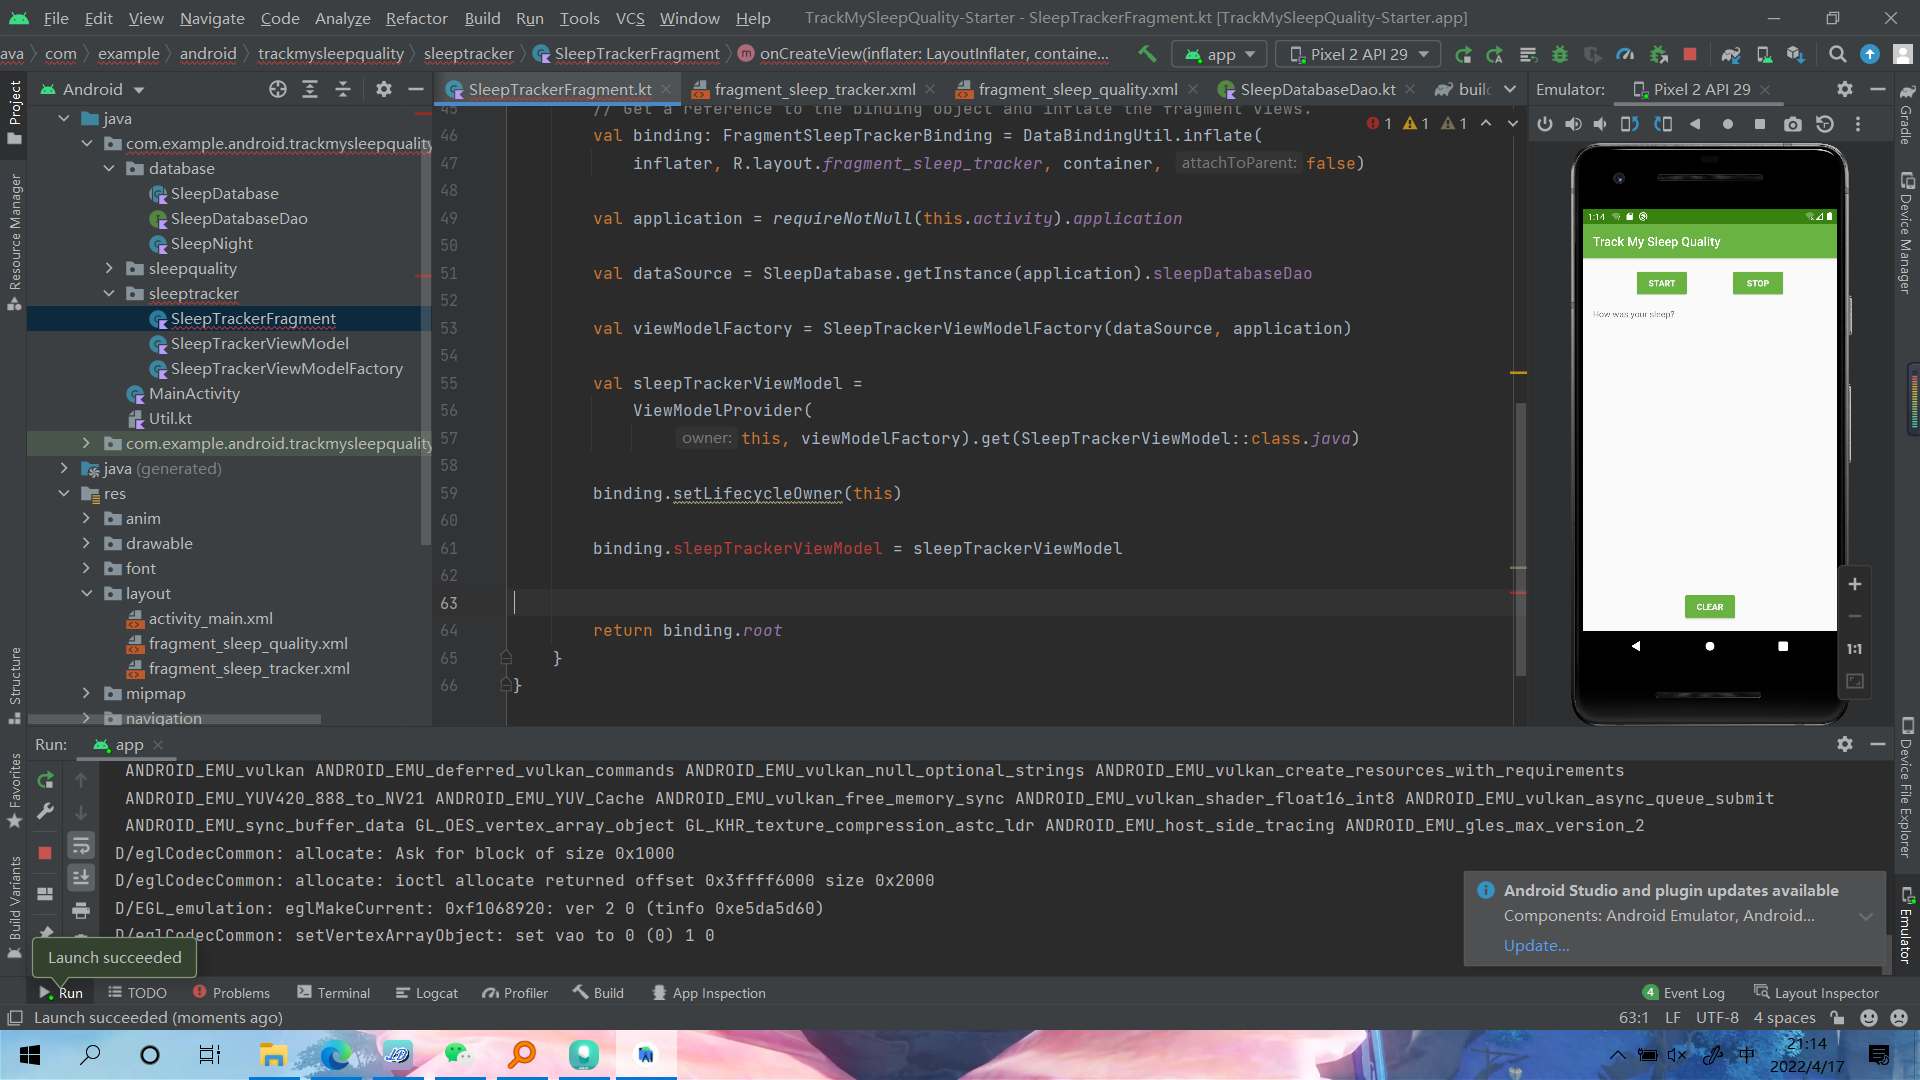 File Edit View Navigate Code Analyze Refactor Build Run Tools VCS Window Help TrackMySleepQuality-Starter - SleepTrackerFragment.kt [TrackMySleepQuality-Starter.app]
ava com example android trackmysleepquality sleeptracker SleepTrackerFragment onCreateView(inflater: LayoutInflater, containe... app Pixel 2 API 29
Android
SleepTrackerFragment.kt fragment_sleep_tracker.xml fragment_sleep_quality.xml SleepDatabaseDao.kt buil
Emulator: Pixel 2 API 29
Project
Resource Manager
Structure
Favorites
Build Variants
java
com.example.android.trackmysleepquality
database
SleepDatabase
SleepDatabaseDao
SleepNight
sleepquality
sleeptracker
SleepTrackerFragment
SleepTrackerViewModel
SleepTrackerViewModelFactory
MainActivity
Util.kt
com.example.android.trackmysleepquality
java (generated)
res
anim
drawable
font
layout
activity_main.xml
fragment_sleep_quality.xml
fragment_sleep_tracker.xml
mipmap
navigation
1 1 1
45 // Get a reference to the binding object and inflate the fragment views.
46 val binding: FragmentSleepTrackerBinding = DataBindingUtil.inflate(
47 inflater, R.layout.fragment_sleep_tracker, container, attachToParent: false)
48
49 val application = requireNotNull(this.activity).application
50
51 val dataSource = SleepDatabase.getInstance(application).sleepDatabaseDao
52
53 val viewModelFactory = SleepTrackerViewModelFactory(dataSource, application)
54
55 val sleepTrackerViewModel =
56 ViewModelProvider(
57 owner: this, viewModelFactory).get(SleepTrackerViewModel::class.java)
58
59 binding.setLifecycleOwner(this)
60
61 binding.sleepTrackerViewModel = sleepTrackerViewModel
62
63
64 return binding.root
65 }
66 }
1:14
Track My Sleep Quality
START STOP
How was your sleep?
CLEAR
1:1
Gradle
Device Manager
Device File Explorer
Emulator
Run: app
ANDROID_EMU_vulkan ANDROID_EMU_deferred_vulkan_commands ANDROID_EMU_vulkan_null_optional_strings ANDROID_EMU_vulkan_create_resources_with_requirements
ANDROID_EMU_YUV420_888_to_NV21 ANDROID_EMU_YUV_Cache ANDROID_EMU_vulkan_free_memory_sync ANDROID_EMU_vulkan_shader_float16_int8 ANDROID_EMU_vulkan_async_queue_submit
ANDROID_EMU_sync_buffer_data GL_OES_vertex_array_object GL_KHR_texture_compression_astc_ldr ANDROID_EMU_host_side_tracing ANDROID_EMU_gles_max_version_2
D/eglCodecCommon: allocate: Ask for block of size 0x1000
D/eglCodecCommon: allocate: ioctl allocate returned offset 0x3ffff6000 size 0x2000
D/EGL_emulation: eglMakeCurrent: 0xf1068920: ver 2 0 (tinfo 0xe5da5d60)
D/eglCodecCommon: setVertexArrayObject: set vao to 0 (0) 1 0
Launch succeeded
Android Studio and plugin updates available
Components: Android Emulator, Android...
Update...
Run TODO Problems Terminal Logcat Profiler Build App Inspection 4 Event Log Layout Inspector
Launch succeeded (moments ago) 63:1 LF UTF-8 4 spaces
中 21:14
2022/4/17